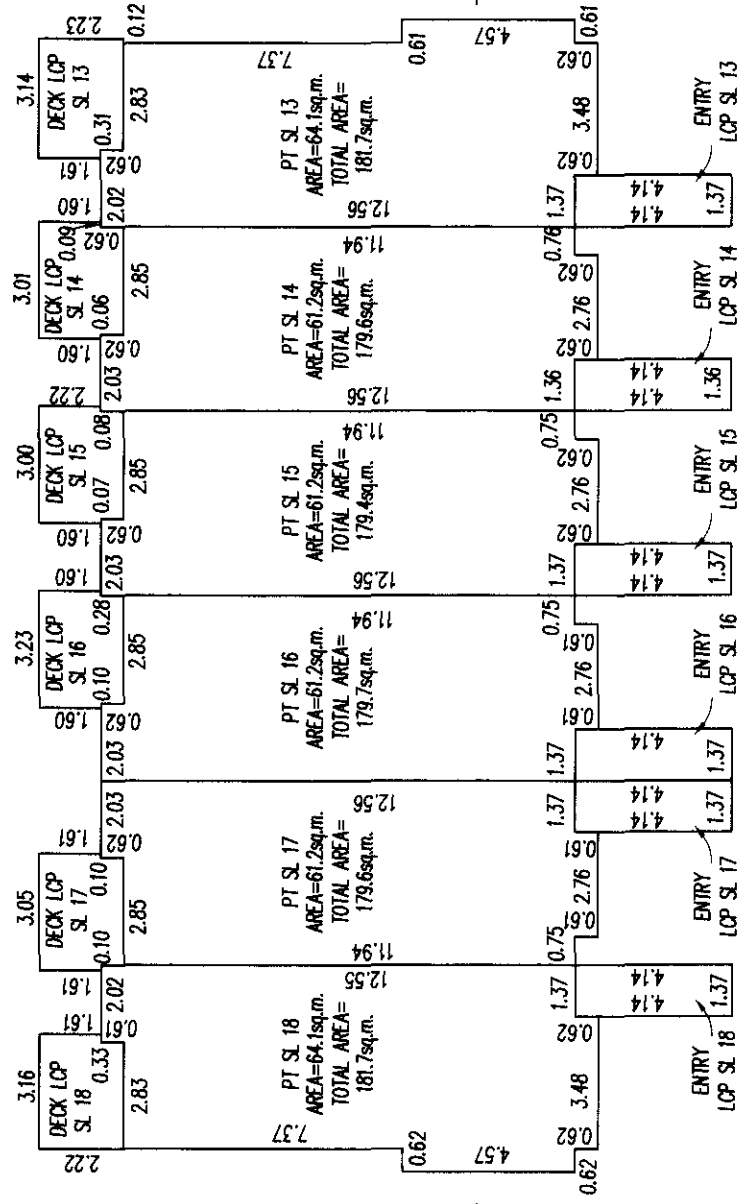 3.16
3.05
3.23
3.00
3.01
3.14
DECK LCP
SL 18
2.22
0.33
1.61
0.61
2.83
1.61
2.02
DECK LCP
SL 17
0.10
0.10
2.85
1.61
0.62
2.03
2.03
1.60
0.62
DECK LCP
SL 16
0.10
0.28
2.85
1.60
0.62
2.03
DECK LCP
SL 15
0.07
0.08
2.85
2.22
1.60
0.62
2.03
DECK LCP
SL 14
0.06
0.09
0.62
2.85
1.60
2.02
1.61
0.62
DECK LCP
SL 13
0.31
2.83
2.23
0.12
7.37
PT SL 18
AREA=64.1sq.m.
TOTAL AREA=
181.7sq.m.
12.55
11.94
PT SL 17
AREA=61.2sq.m.
TOTAL AREA=
179.6sq.m.
12.56
PT SL 16
AREA=61.2sq.m.
TOTAL AREA=
179.7sq.m.
11.94
12.56
PT SL 15
AREA=61.2sq.m.
TOTAL AREA=
179.4sq.m.
11.94
12.56
PT SL 14
AREA=61.2sq.m.
TOTAL AREA=
179.6sq.m.
11.94
12.56
PT SL 13
AREA=64.1sq.m.
TOTAL AREA=
181.7sq.m.
7.37
0.62
4.57
0.62
0.62
3.48
0.62
1.37
0.75
0.61
2.76
0.61
1.37
1.37
0.61
2.76
0.61
0.75
1.37
0.62
2.76
0.62
0.75
1.36
0.62
2.76
0.62
0.76
1.37
0.62
3.48
0.62
0.61
4.57
0.61
4.14
4.14
1.37
4.14
4.14
1.37
4.14
1.37
4.14
4.14
1.37
4.14
4.14
1.36
4.14
4.14
1.37
ENTRY
LCP SL 18
ENTRY
LCP SL 17
ENTRY
LCP SL 16
ENTRY
LCP SL 15
ENTRY
LCP SL 14
ENTRY
LCP SL 13